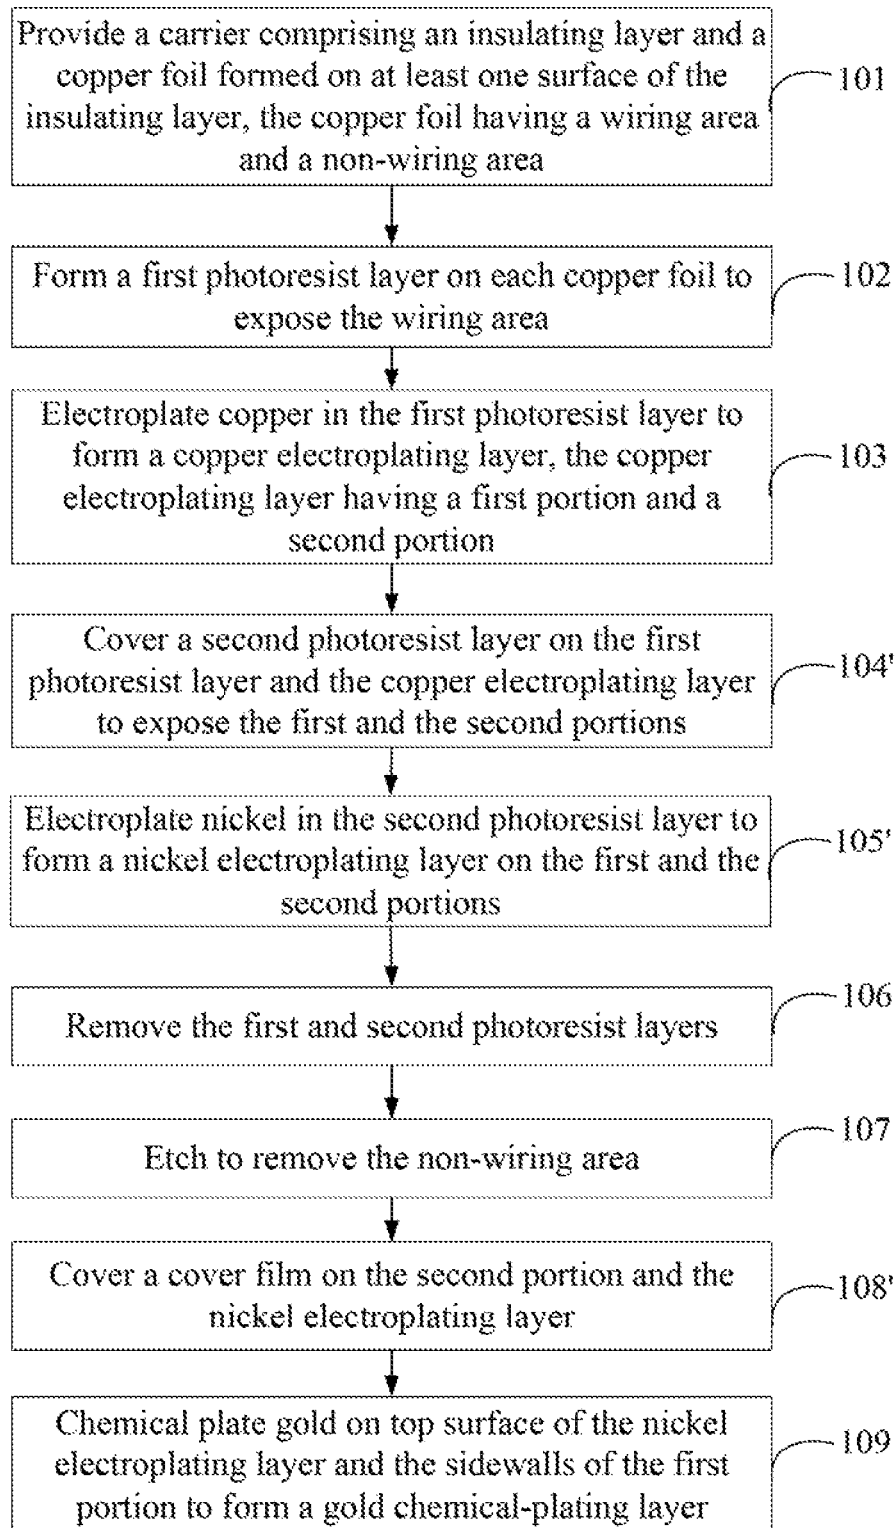 Provide a carrier comprising an insulating layer and a
copper foil formed on at least one surface of the
insulating layer, the copper foil having a wiring area
and a non-wiring area
101
Form a first photoresist layer on each copper foil to
expose the wiring area
102
Electroplate copper in the first photoresist layer to
form a copper electroplating layer, the copper
electroplating layer having a first portion and a
second portion
103
Cover a second photoresist layer on the first
photoresist layer and the copper electroplating layer
to expose the first and the second portions
104'
Electroplate nickel in the second photoresist layer to
form a nickel electroplating layer on the first and the
second portions
105'
Remove the first and second photoresist layers
106
Etch to remove the non-wiring area
107
Cover a cover film on the second portion and the
nickel electroplating layer
108'
Chemical plate gold on top surface of the nickel
electroplating layer and the sidewalls of the first
portion to form a gold chemical-plating layer
109